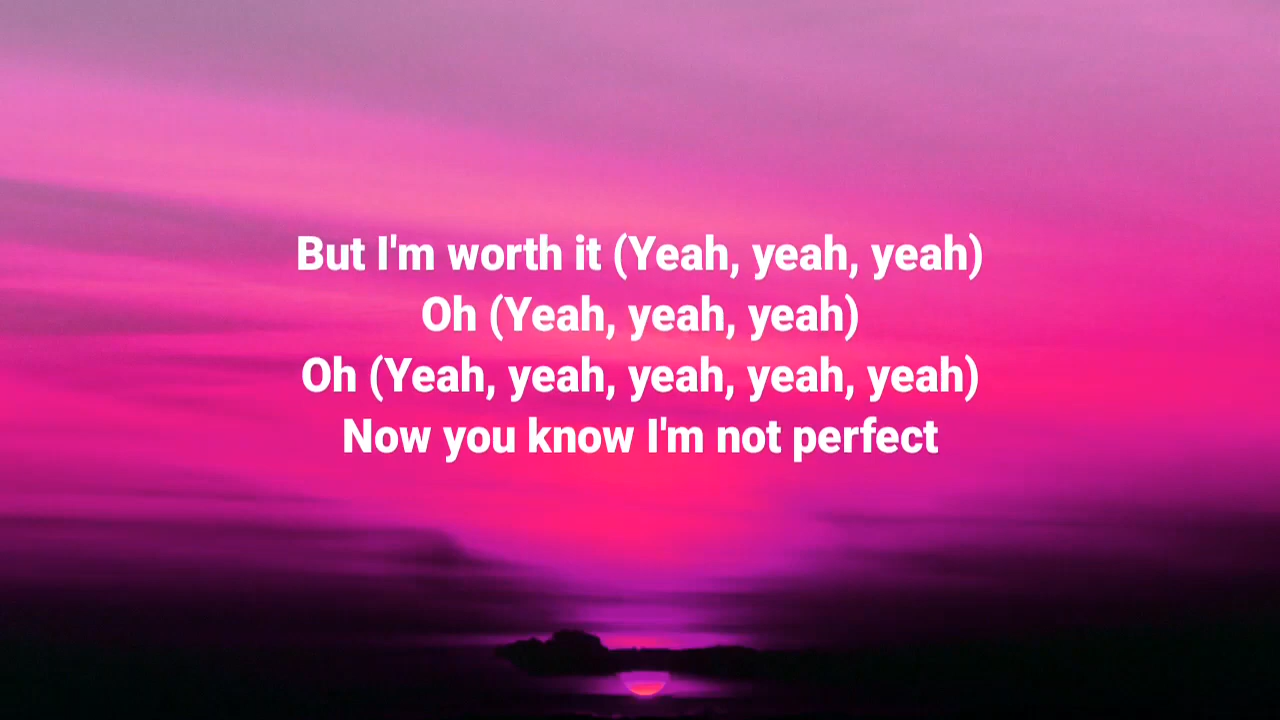 But I'm worth it (Yeah, yeah, yeah)
Oh (Yeah, yeah, yeah)
Oh (Yeah, yeah, yeah, yeah, yeah)
Now you know I'm not perfect